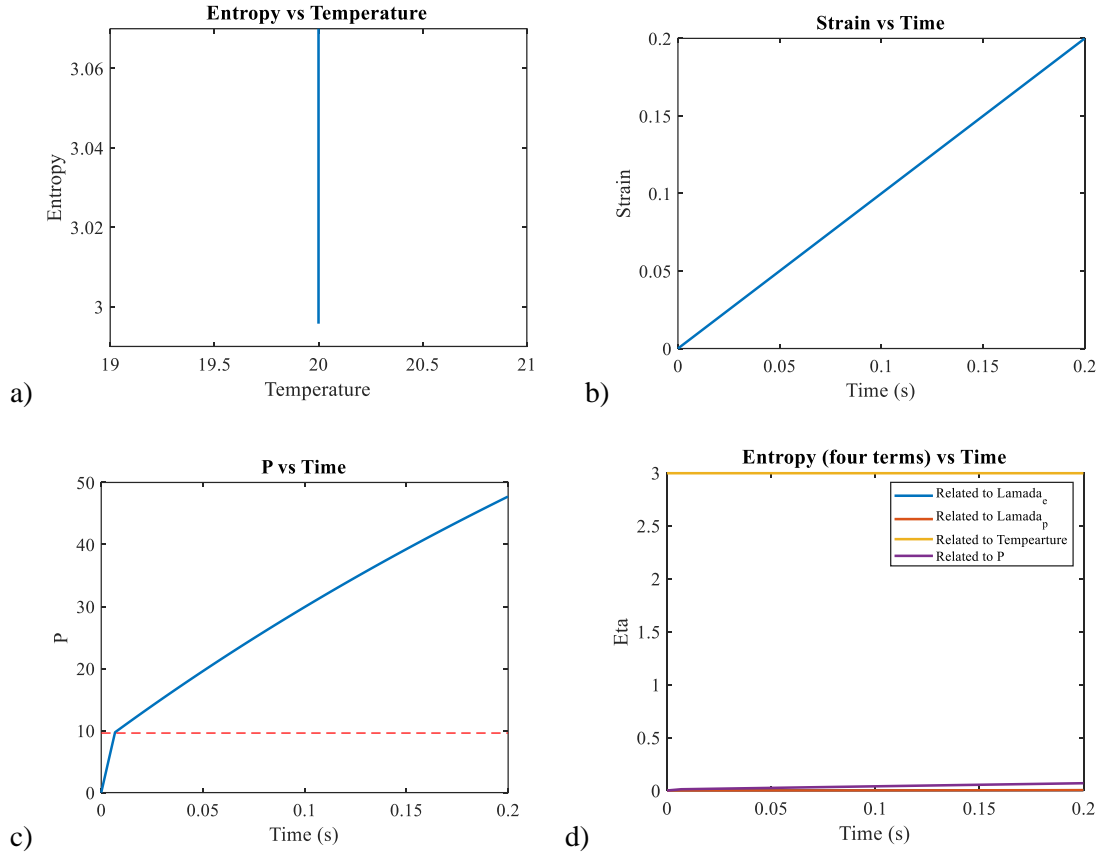 Entropy vs Temperature
3.06
3.04
3.02
3
Entropy
19
19.5
20
20.5
21
Temperature
a)
Strain vs Time
0.2
0.15
0.1
0.05
0
Strain
0
0.05
0.1
0.15
0.2
Time (s)
b)
P vs Time
50
40
30
20
10
0
P
0
0.05
0.1
0.15
0.2
Time (s)
c)
Entropy (four terms) vs Time
3
2.5
2
1.5
1
0.5
0
Eta
Related to Lamada_e
Related to Lamada_p
Related to Tempearture
Related to P
0
0.05
0.1
0.15
0.2
Time (s)
d)